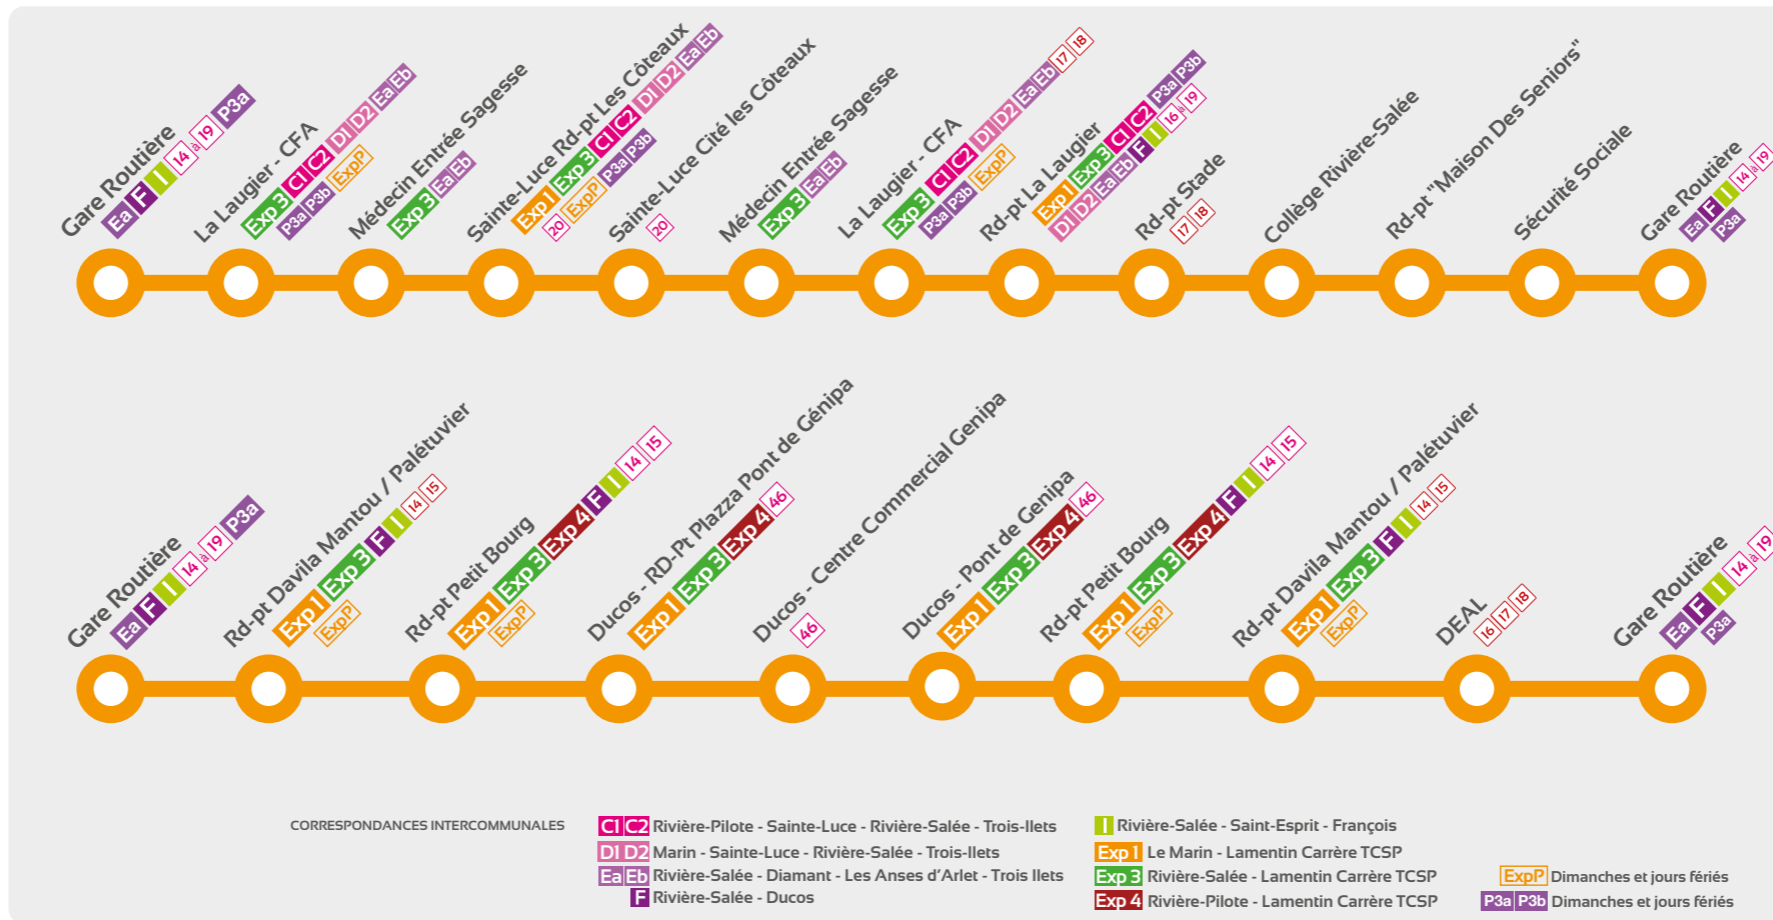 Gare Routière
Ea F I 14 à 19 P3a
La Laugier - CFA
Exp 3 C1 C2 D1 D2 Ea Eb
P3a P3b ExpP
Médecin Entrée Sagesse
Exp 3 Ea Eb
Sainte-Luce Rd-pt Les Côteaux
Exp 1 Exp 3 C1 C2 D1 D2 Ea Eb
20 ExpP P3a P3b
Sainte-Luce Cité les Côteaux
20
Médecin Entrée Sagesse
Exp 3 Ea Eb
La Laugier - CFA
Exp 3 C1 C2 D1 D2 Ea Eb 17 18
P3a P3b ExpP
Rd-pt La Laugier
Exp 1 Exp 3 C1 C2 P3a P3b
D1 D2 Ea Eb F I 16 à 19
Rd-pt Stade
17 18
Collège Rivière-Salée
Rd-pt "Maison Des Seniors"
Sécurité Sociale
Gare Routière
Ea F I 14 à 19
P3a
Gare Routière
Ea F I 14 à 19 P3a
Rd-pt Davila Mantou / Palétuvier
Exp 1 Exp 3 F I 14 15
ExpP
Rd-pt Petit Bourg
Exp 1 Exp 3 Exp 4 F I 14 15
ExpP
Ducos - RD-Pt Plazza Pont de Génipa
Exp 1 Exp 3 Exp 4 46
Ducos - Centre Commercial Genipa
46
Ducos - Pont de Genipa
Exp 1 Exp 3 Exp 4 46
Rd-pt Petit Bourg
Exp 1 Exp 3 Exp 4 F I 14 15
ExpP
Rd-pt Davila Mantou / Palétuvier
Exp 1 Exp 3 F I 14 15
ExpP
DEAL
16 17 18
Gare Routière
Ea F I 14 à 19
P3a
CORRESPONDANCES INTERCOMMUNALES
C1 C2 Rivière-Pilote - Sainte-Luce - Rivière-Salée - Trois-Ilets
D1 D2 Marin - Sainte-Luce - Rivière-Salée - Trois-Ilets
Ea Eb Rivière-Salée - Diamant - Les Anses d'Arlet - Trois Ilets
F Rivière-Salée - Ducos
I Rivière-Salée - Saint-Esprit - François
Exp 1 Le Marin - Lamentin Carrère TCSP
Exp 3 Rivière-Salée - Lamentin Carrère TCSP
Exp 4 Rivière-Pilote - Lamentin Carrère TCSP
ExpP Dimanches et jours fériés
P3a P3b Dimanches et jours fériés